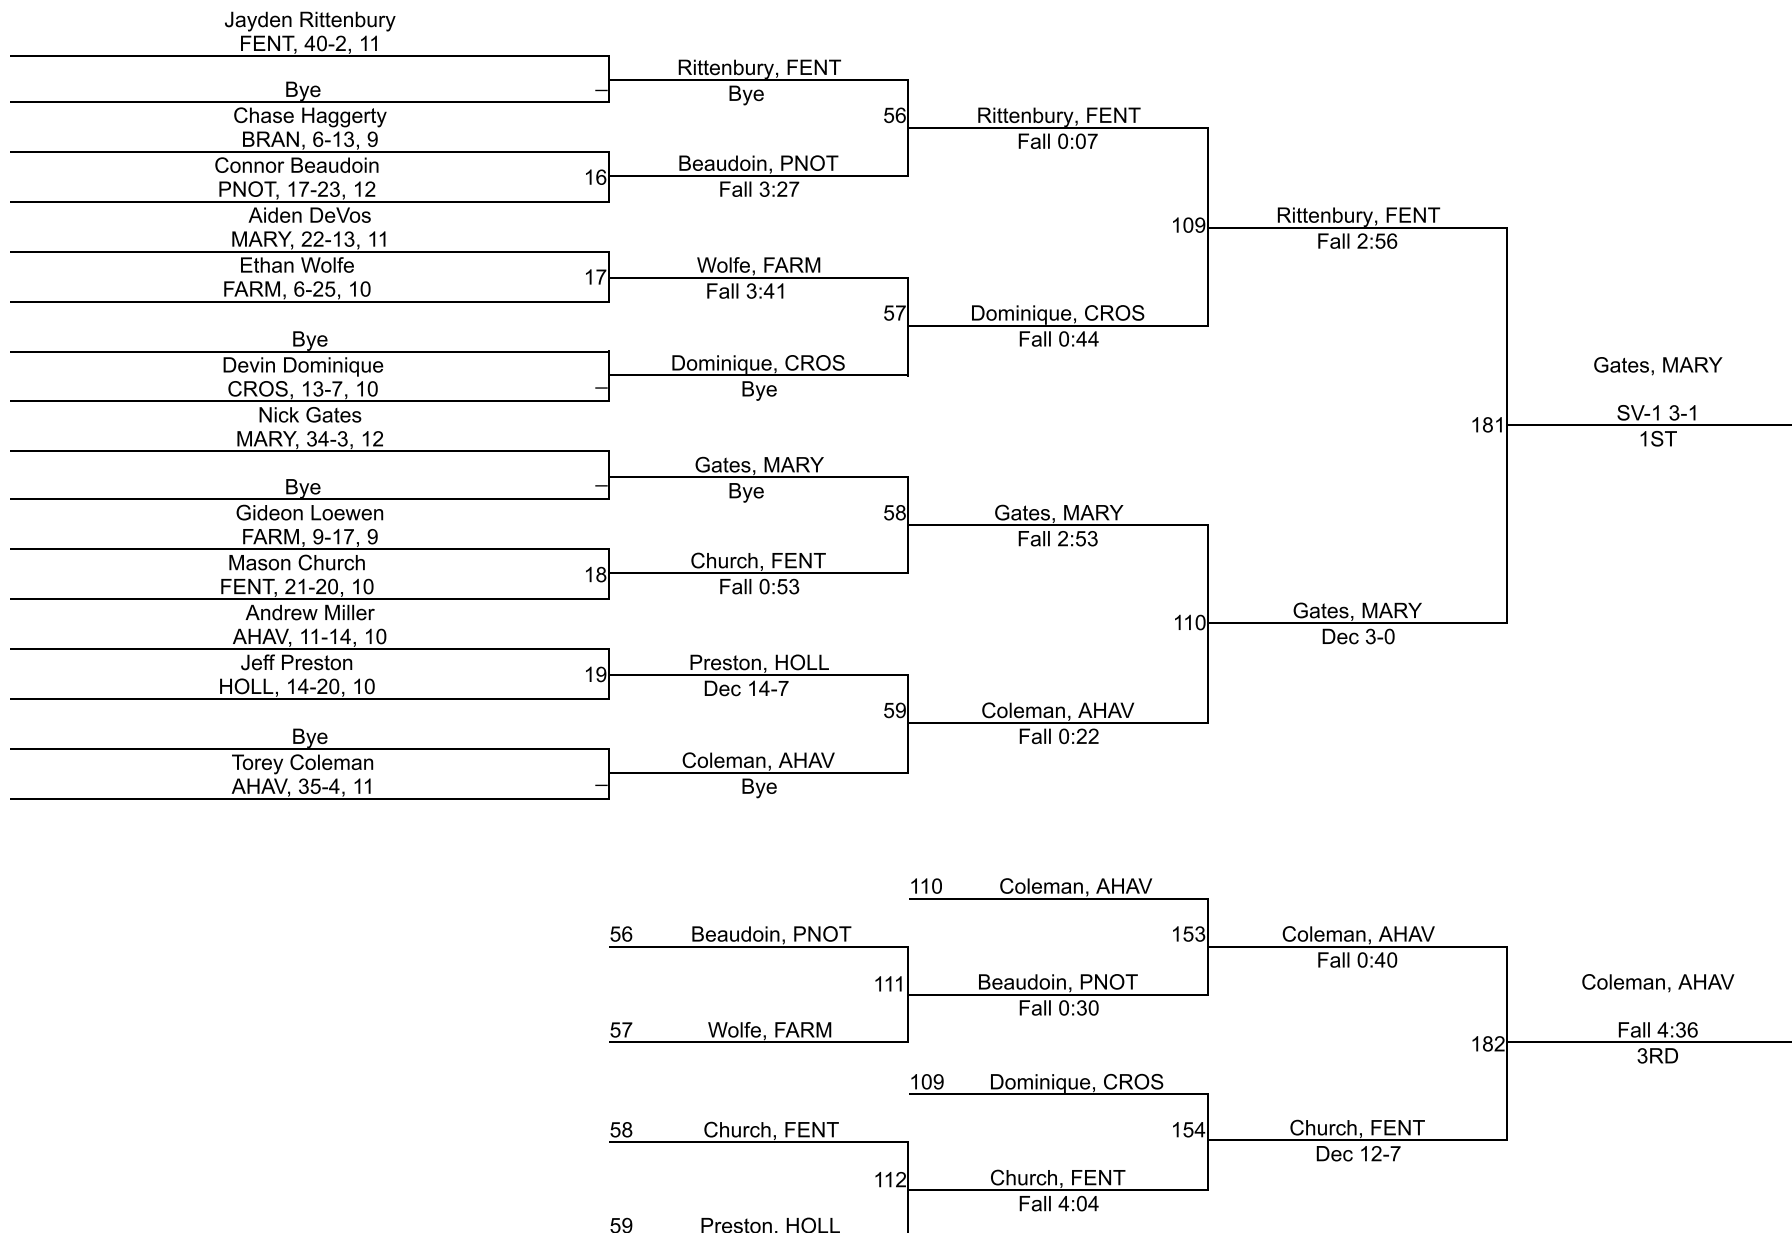 Jayden Rittenbury
FENT, 40-2, 11
Rittenbury, FENT
Bye
–
Bye
Chase Haggerty
BRAN, 6-13, 9
56
Rittenbury, FENT
Fall 0:07
Connor Beaudoin
PNOT, 17-23, 12
16
Beaudoin, PNOT
Fall 3:27
Aiden DeVos
MARY, 22-13, 11
109
Rittenbury, FENT
Fall 2:56
Ethan Wolfe
FARM, 6-25, 10
17
Wolfe, FARM
Fall 3:41
57
Dominique, CROS
Fall 0:44
Bye
Devin Dominique
CROS, 13-7, 10
–
Dominique, CROS
Bye
Gates, MARY
SV-1 3-1
1ST
181
Nick Gates
MARY, 34-3, 12
Gates, MARY
Bye
–
Bye
Gideon Loewen
FARM, 9-17, 9
58
Gates, MARY
Fall 2:53
Mason Church
FENT, 21-20, 10
18
Church, FENT
Fall 0:53
Andrew Miller
AHAV, 11-14, 10
110
Gates, MARY
Dec 3-0
Jeff Preston
HOLL, 14-20, 10
19
Preston, HOLL
Dec 14-7
59
Coleman, AHAV
Fall 0:22
Bye
Torey Coleman
AHAV, 35-4, 11
–
Coleman, AHAV
Bye
110 Coleman, AHAV
56 Beaudoin, PNOT
153
Coleman, AHAV
Fall 0:40
111
Beaudoin, PNOT
Fall 0:30
Coleman, AHAV
Fall 4:36
3RD
57 Wolfe, FARM
182
109 Dominique, CROS
58 Church, FENT
154
Church, FENT
Dec 12-7
112
Church, FENT
Fall 4:04
59 Preston, HOLL